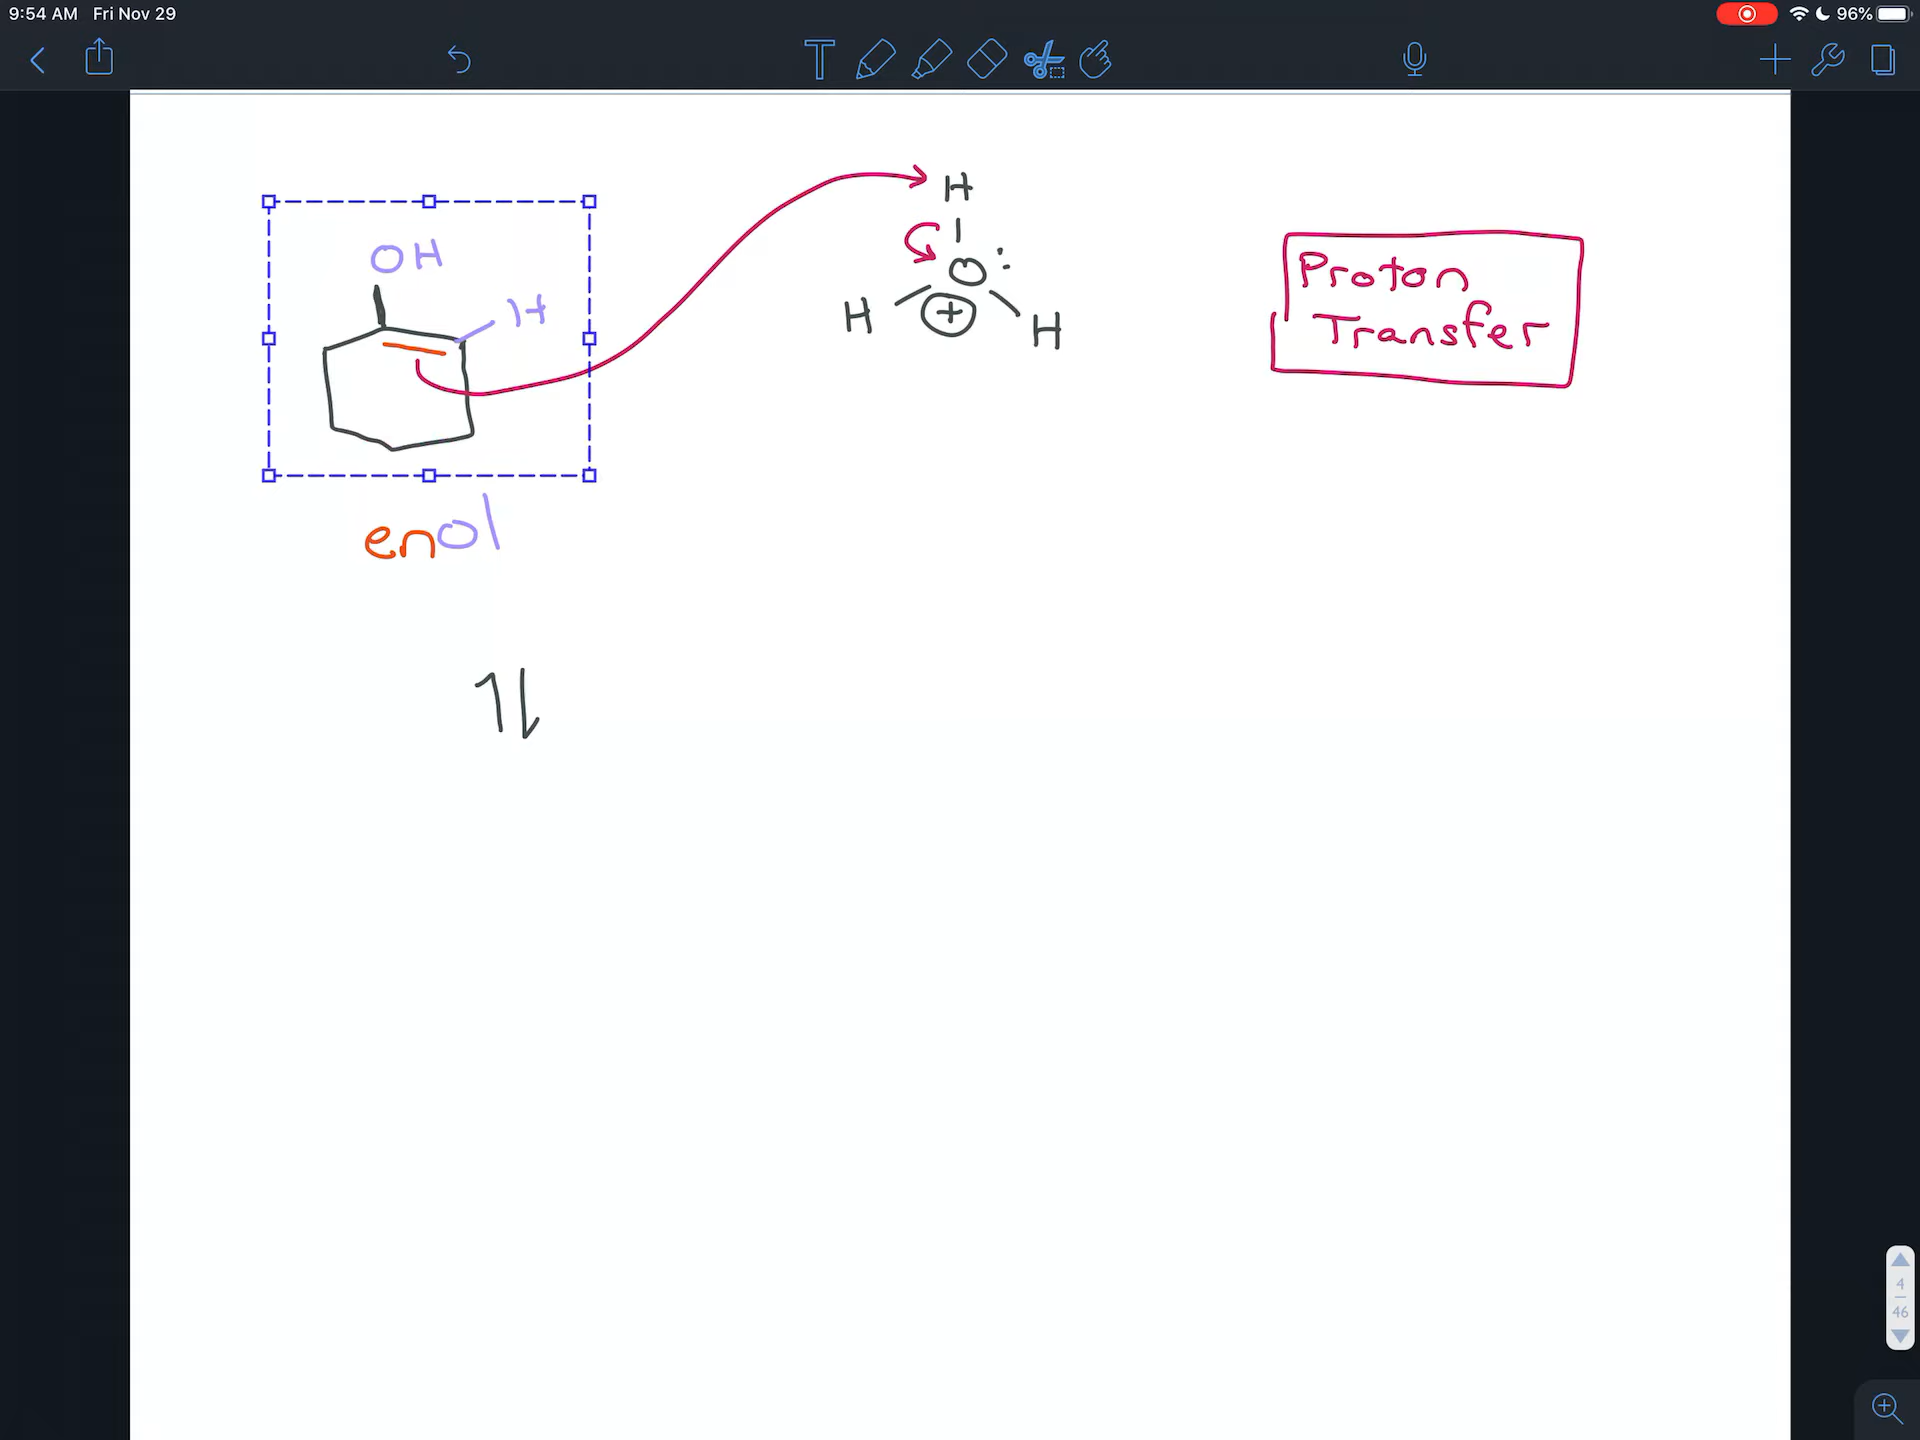 9:54 AM Fri Nov 29
96%
T
H
OH
O:
Proton
H
H
+
H
Transfer
enol
4
46